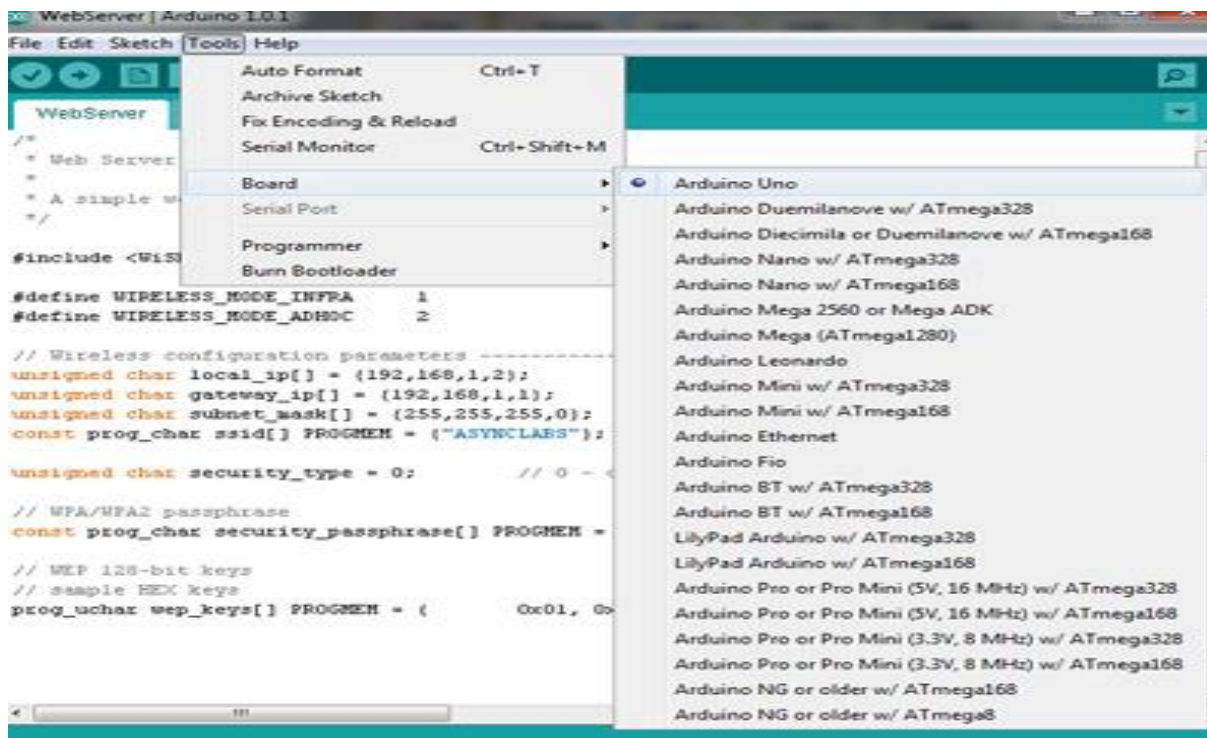 WebServer | Arduino 1.0.1
File Edit Sketch Tools Help
Auto Format Ctrl+T
Archive Sketch
Fix Encoding & Reload
Serial Monitor Ctrl+Shift+M
Board
Serial Port
Programmer
Burn Bootloader
Arduino Uno
Arduino Duemilanove w/ ATmega328
Arduino Diecimila or Duemilanove w/ ATmega168
Arduino Nano w/ ATmega328
Arduino Nano w/ ATmega168
Arduino Mega 2560 or Mega ADK
Arduino Mega (ATmega1280)
Arduino Leonardo
Arduino Mini w/ ATmega328
Arduino Mini w/ ATmega168
Arduino Ethernet
Arduino Fio
Arduino BT w/ ATmega328
Arduino BT w/ ATmega168
LilyPad Arduino w/ ATmega328
LilyPad Arduino w/ ATmega168
Arduino Pro or Pro Mini (5V, 16 MHz) w/ ATmega328
Arduino Pro or Pro Mini (5V, 16 MHz) w/ ATmega168
Arduino Pro or Pro Mini (3.3V, 8 MHz) w/ ATmega328
Arduino Pro or Pro Mini (3.3V, 8 MHz) w/ ATmega168
Arduino NG or older w/ ATmega168
Arduino NG or older w/ ATmega8
WebServer
/*
* Web Server
*
* A simple w
*/
#include <WiS
#define WIRELESS_MODE_INFRA 1
#define WIRELESS_MODE_ADHOC 2
// Wireless configuration parameters ------------
unsigned char local_ip[] = {192,168,1,2};
unsigned char gateway_ip[] = {192,168,1,1};
unsigned char subnet_mask[] = {255,255,255,0};
const prog_char ssid[] PROGMEM = {"ASYNCLABS"};
unsigned char security_type = 0; // 0 -
// WPA/WPA2 passphrase
const prog_char security_passphrase[] PROGMEM =
// WEP 128-bit keys
// sample HEX keys
prog_uchar wep_keys[] PROGMEM = { 0x01, 0x